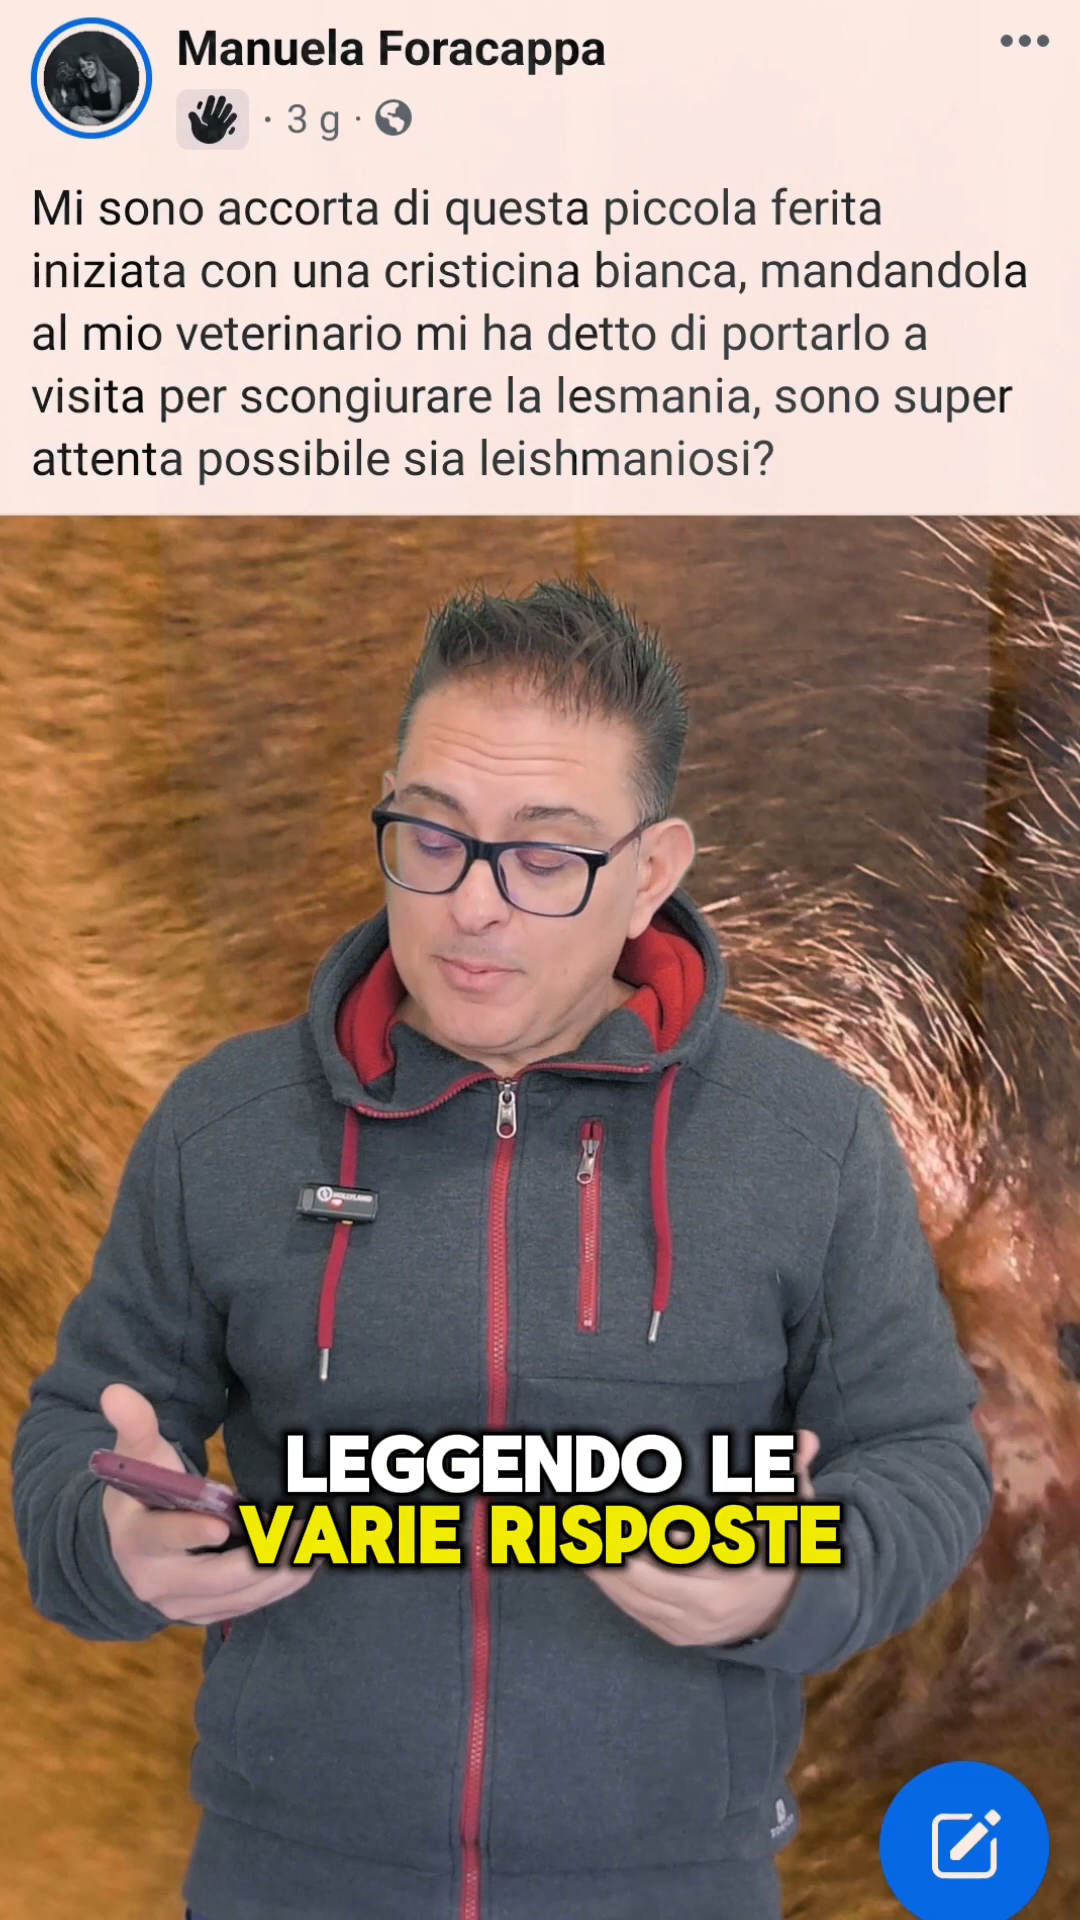 Manuela Foracappa
· 3 g ·
Mi sono accorta di questa piccola ferita
iniziata con una cristicina bianca, mandandola
al mio veterinario mi ha detto di portarlo a
visita per scongiurare la lesmania, sono super
attenta possibile sia leishmaniosi?
HOLLYLAND
LEGGENDO LE
VARIE RISPOSTE